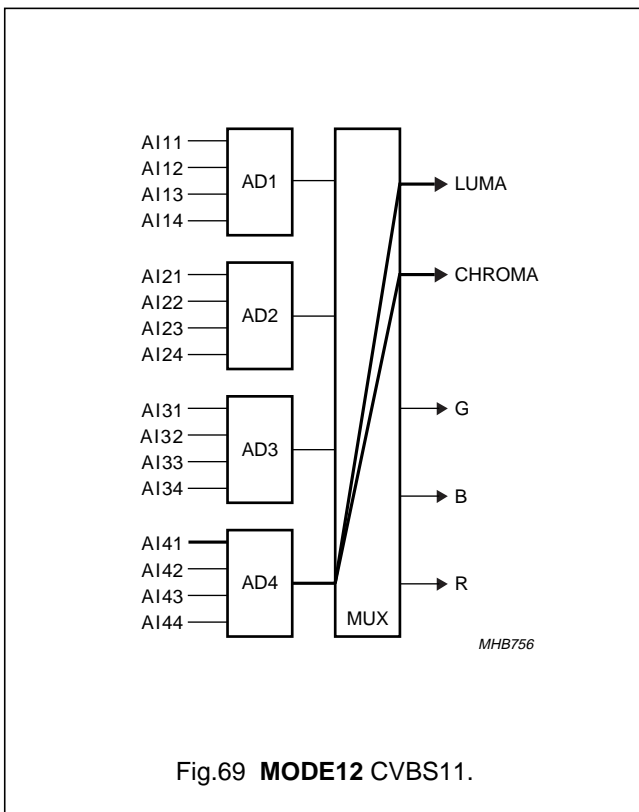 AI11
AI12
AI13
AI14
AD1
LUMA
AI21
AI22
AI23
AI24
AD2
CHROMA
AI31
AI32
AI33
AI34
AD3
G
B
AI41
AI42
AI43
AI44
AD4
R
MUX
MHB756
Fig.69 MODE12 CVBS11.